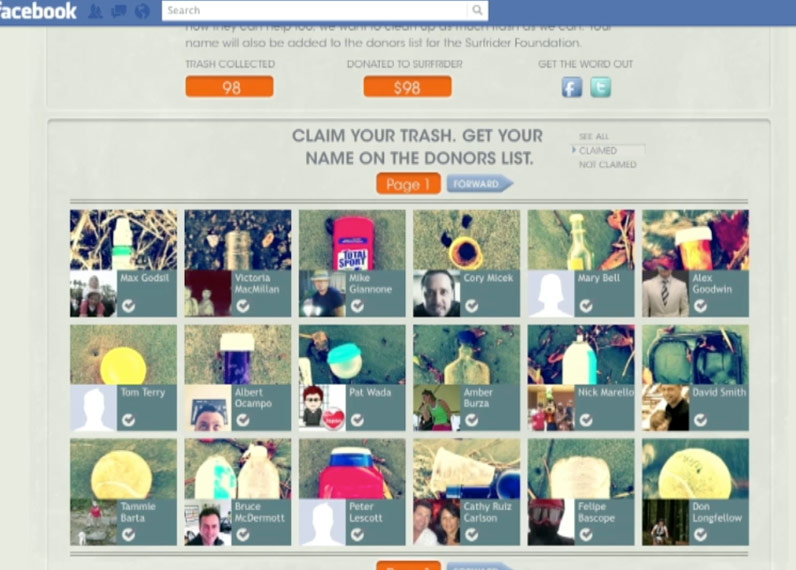 facebook
Search
now they can help too, we want to clean up as much trash as we can. Your
name will also be added to the donors list for the Surfrider Foundation.
TRASH COLLECTED
98
DONATED TO SURFRIDER
$98
GET THE WORD OUT
CLAIM YOUR TRASH. GET YOUR
NAME ON THE DONORS LIST.
SEE ALL
CLAIMED
NOT CLAIMED
Page 1
FORWARD
TOTAL
SPORT
Max Godsil
Victoria
MacMillan
Mike
Giannone
Cory Micek
Mary Bell
Alex
Goodwin
Tom Terry
Albert
Ocampo
Pat Wada
Amber
Burza
Nick Marello
David Smith
Tammie
Barta
Bruce
McDermott
Peter
Lescott
Cathy Ruiz
Carlson
Felipe
Bascope
Don
Longfellow